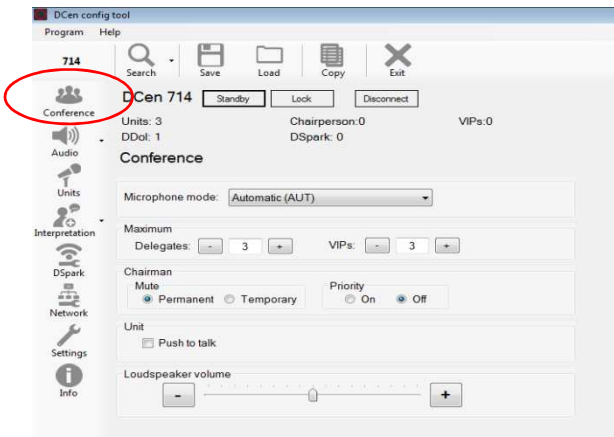 DCen config tool
Program Help
714
Search Save Load Copy Exit
Conference
Audio
Units
Interpretation
DSpark
Network
Settings
Info
DCen 714 Standby Lock Disconnect
Units: 3 Chairperson:0 VIPs:0
DDol: 1 DSpark: 0
Conference
Microphone mode: Automatic (AUT)
Maximum
Delegates: - 3 + VIPs: - 3 +
Chairman
Mute Priority
Permanent Temporary On Off
Unit
Push to talk
Loudspeaker volume
- +